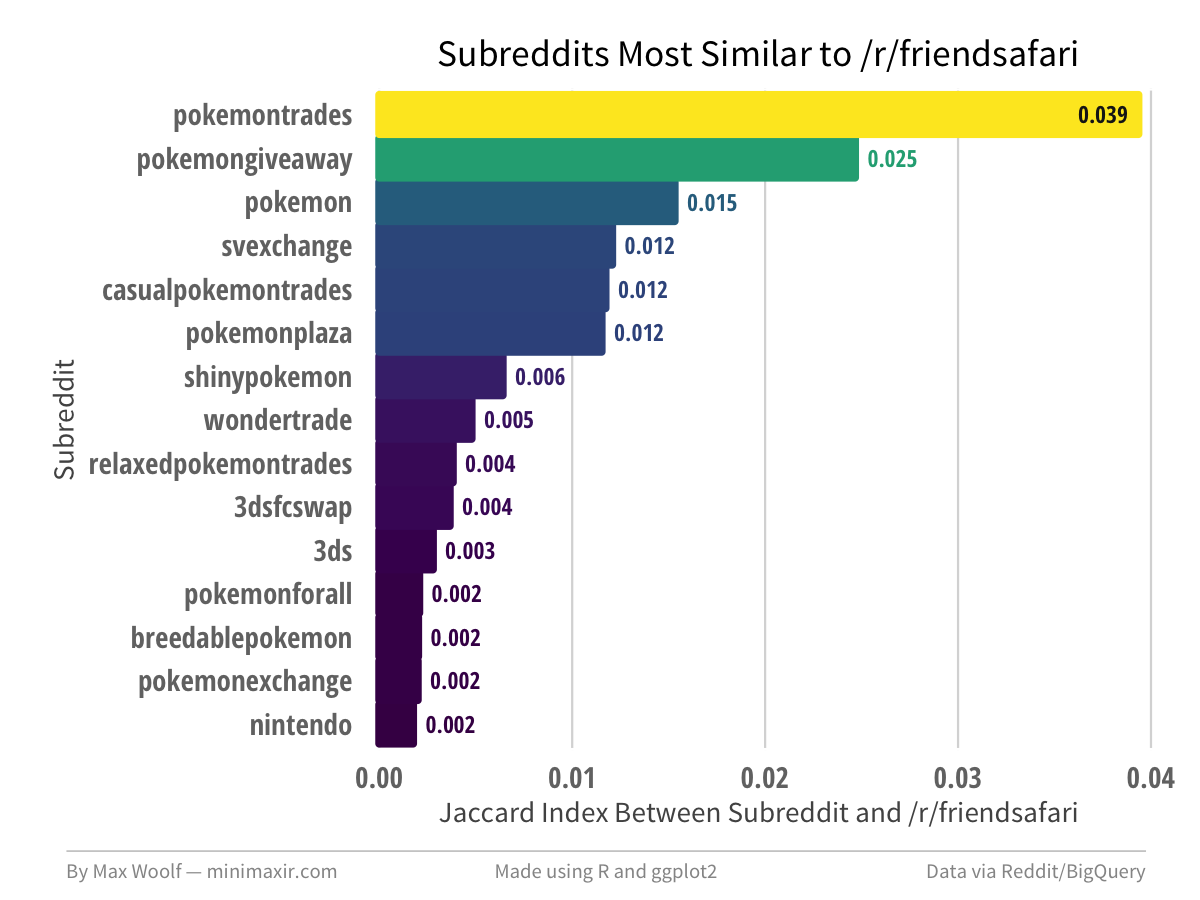 Subreddits Most Similar to /r/friendsafari
pokemontrades 0.039
pokemongiveaway 0.025
pokemon 0.015
svexchange 0.012
casualpokemontrades 0.012
pokemonplaza 0.012
shinypokemon 0.006
wondertrade 0.005
relaxedpokemontrades 0.004
3dsfcswap 0.004
3ds 0.003
pokemonforall 0.002
breedablepokemon 0.002
pokemonexchange 0.002
nintendo 0.002
Subreddit
0.00 0.01 0.02 0.03 0.04
Jaccard Index Between Subreddit and /r/friendsafari
By Max Woolf — minimaxir.com
Made using R and ggplot2
Data via Reddit/BigQuery